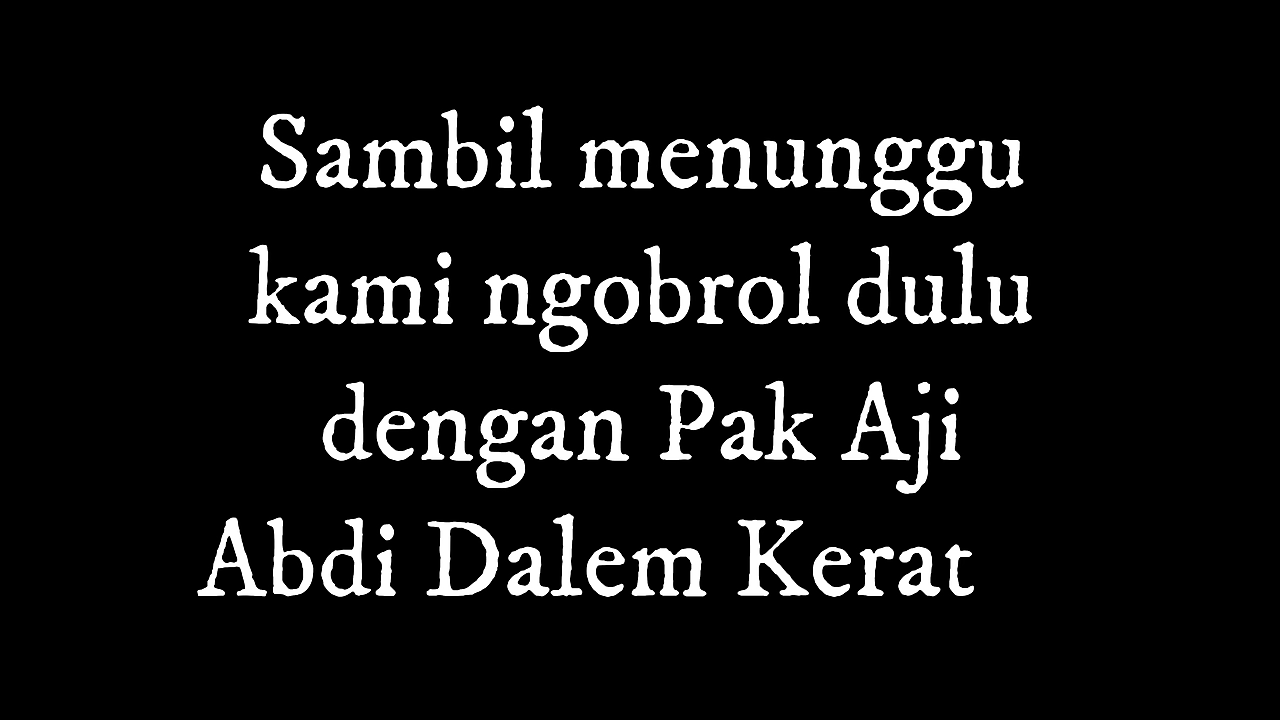 Sambil menunggu
kami ngobrol dulu
dengan Pak Aji
Abdi Dalem Kerat